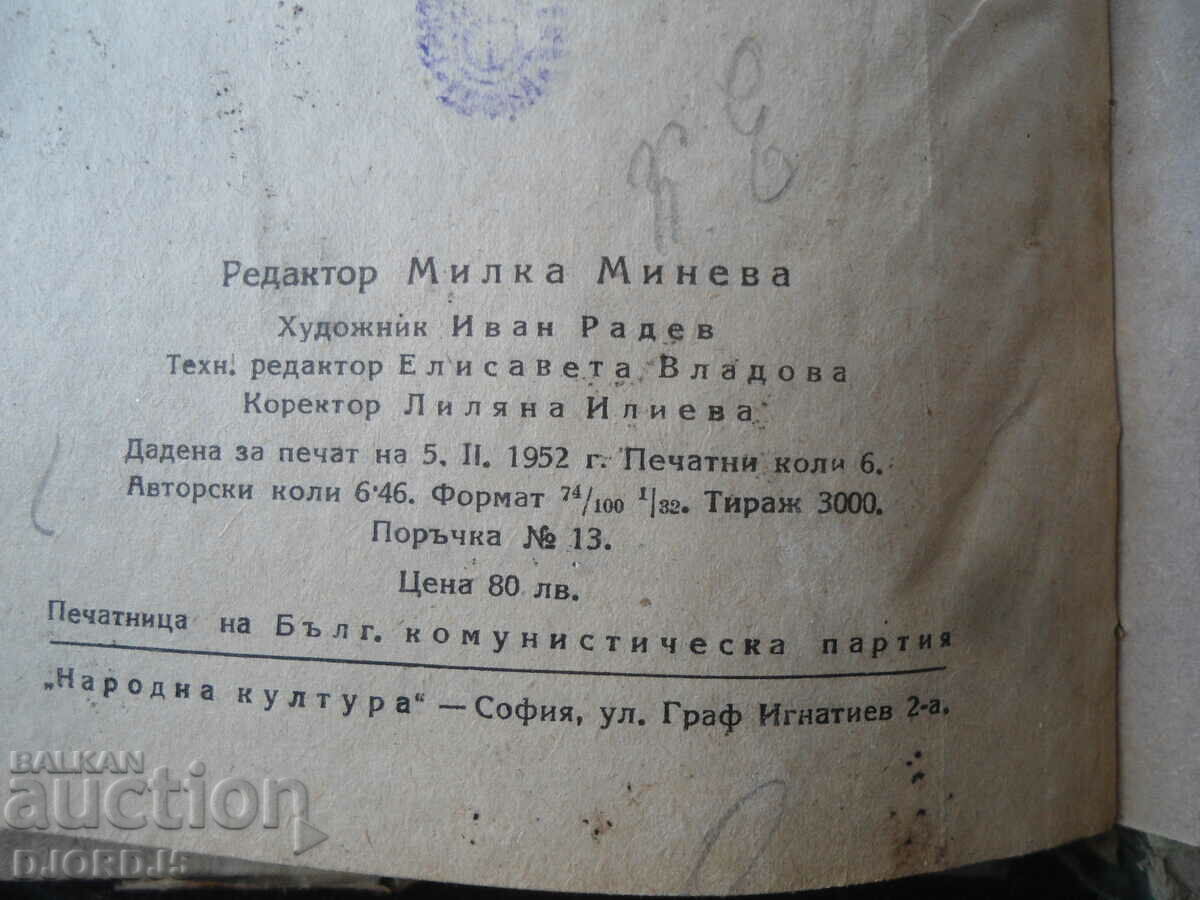 Редактор Милка Минева
Художник Иван Радев
Техн. редактор Елисавета Владова
Коректор Лиляна Илиева
Дадена за печат на 5. II. 1952 г. Печатни коли 6.
Авторски коли 6·46. Формат 74/100 1/32. Тираж 3000.
Поръчка № 13.
Цена 80 лв.
Печатница на Бълг. комунистическа партия
„Народна култура“ — София, ул. Граф Игнатиев 2-а.
BALKAN
auction
DJORDJ5